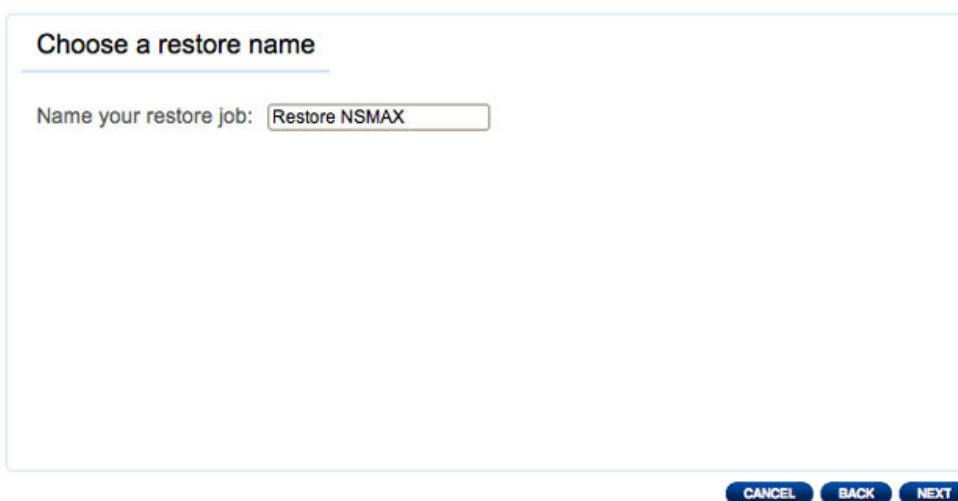 Choose a restore name
Name your restore job: Restore NSMAX
CANCEL BACK NEXT